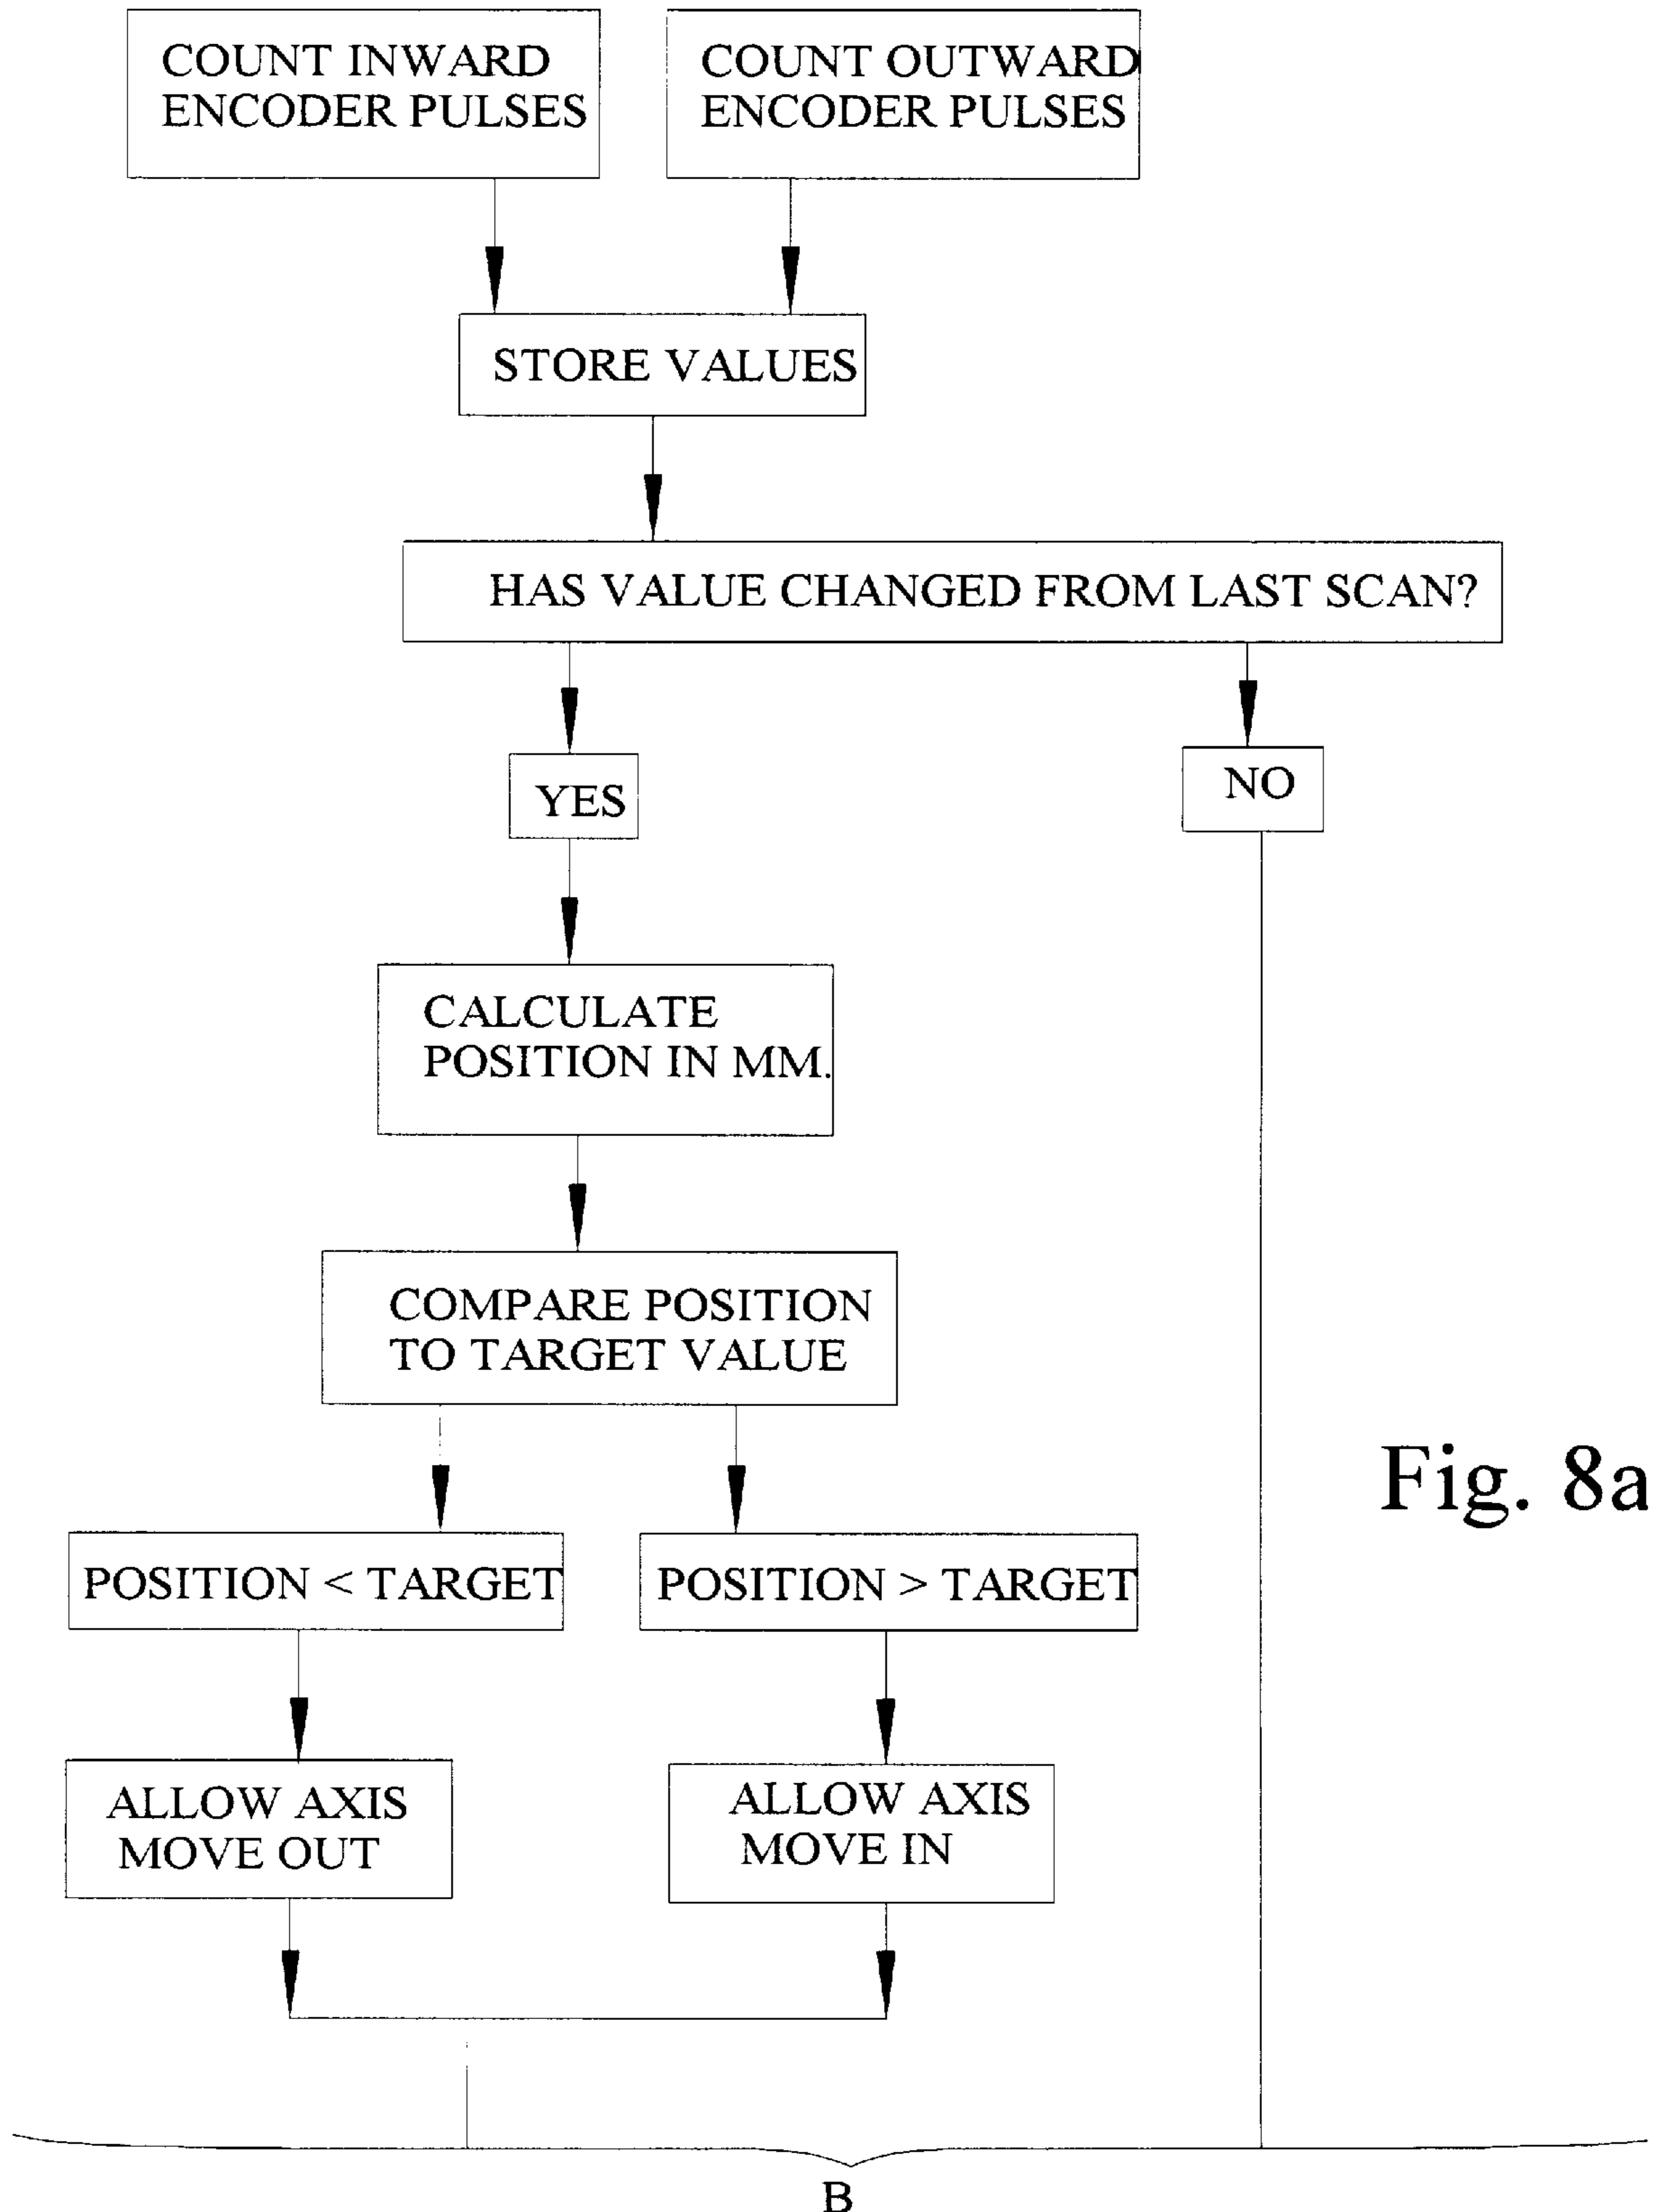 COUNT INWARD
ENCODER PULSES
COUNT OUTWARD
ENCODER PULSES
STORE VALUES
HAS VALUE CHANGED FROM LAST SCAN?
YES
NO
CALCULATE
POSITION IN MM.
COMPARE POSITION
TO TARGET VALUE
Fig. 8a
POSITION < TARGET
POSITION > TARGET
ALLOW AXIS
MOVE OUT
ALLOW AXIS
MOVE IN
B